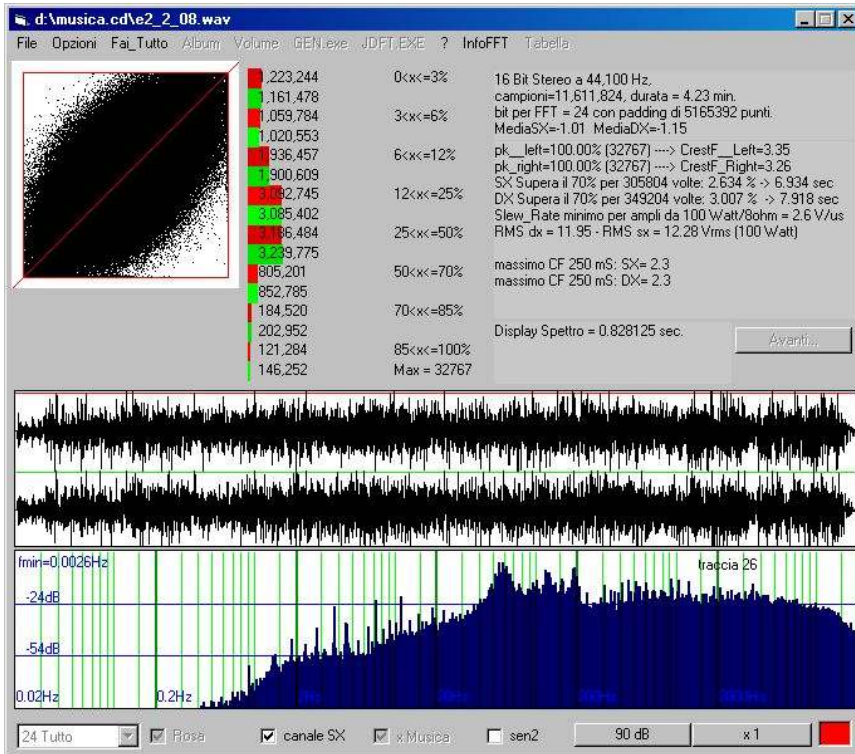 d:\musica.cd\e2_2_08.wav
File Opzioni Fai_Tutto Album Volume GEN.exe JDFT.EXE ? InfoFFT Tabella
1,223,244 0<x<=3%
1,161,478
1,059,784 3<x<=6%
1,020,553
1,936,457 6<x<=12%
1,900,609
3,092,745 12<x<=25%
3,085,402
3,186,484 25<x<=50%
3,239,775
805,201 50<x<=70%
852,785
184,520 70<x<=85%
202,952
121,284 85<x<=100%
146,252 Max = 32767
16 Bit Stereo a 44,100 Hz,
campioni=11,611,824, durata = 4.23 min.
bit per FFT = 24 con padding di 5165392 punti.
MediaSX=-1.01 MediaDX=-1.15
pk__left=100.00% (32767) ----> CrestF__Left=3.35
pk_right=100.00% (32767) ----> CrestF_Right=3.26
SX Supera il 70% per 305804 volte: 2.634 % -> 6.934 sec
DX Supera il 70% per 349204 volte: 3.007 % -> 7.918 sec
Slew_Rate minimo per ampli da 100 Watt/8ohm = 2.6 V/us
RMS dx = 11.95 - RMS sx = 12.28 Vrms (100 Watt)
massimo CF 250 mS: SX= 2.3
massimo CF 250 mS: DX= 2.3
Display Spettro = 0.828125 sec.
Avanti...
fmin=0.0026Hz traccia 26
-24dB
-54dB
0.02Hz 0.2Hz 2Hz 20Hz 200Hz 2000Hz
24 Tutto Rosa canale SX x Musica sen2 90 dB x 1